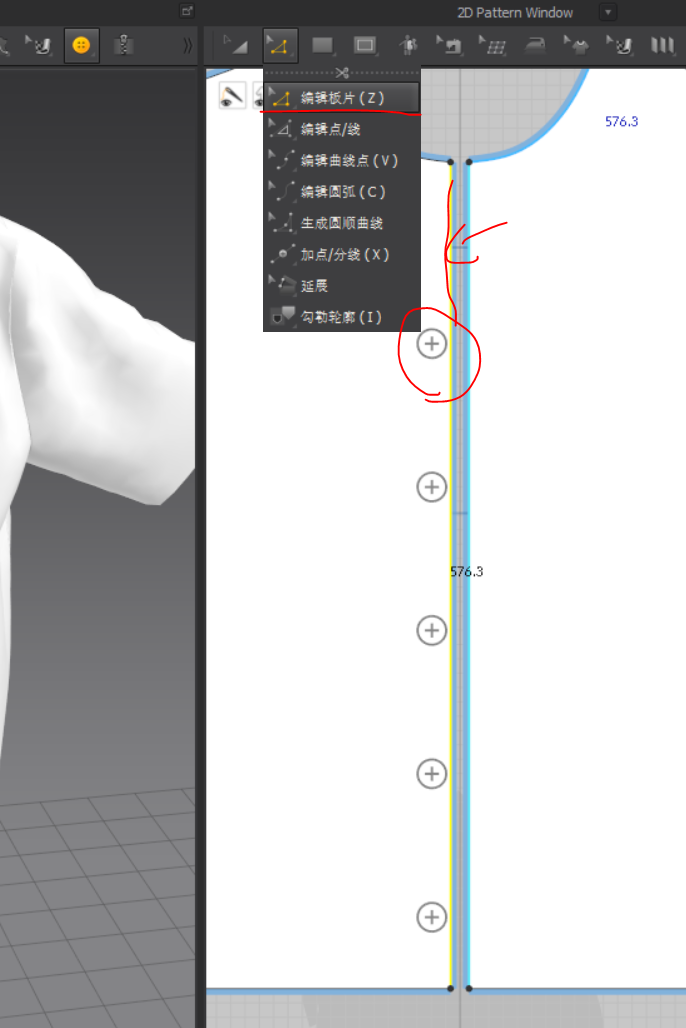 2D Pattern Window
编辑板片(Z)
编辑点/线
编辑曲线点(V)
编辑圆弧(C)
生成圆顺曲线
加点/分线(X)
延展
勾勒轮廓(I)
576.3
576.3